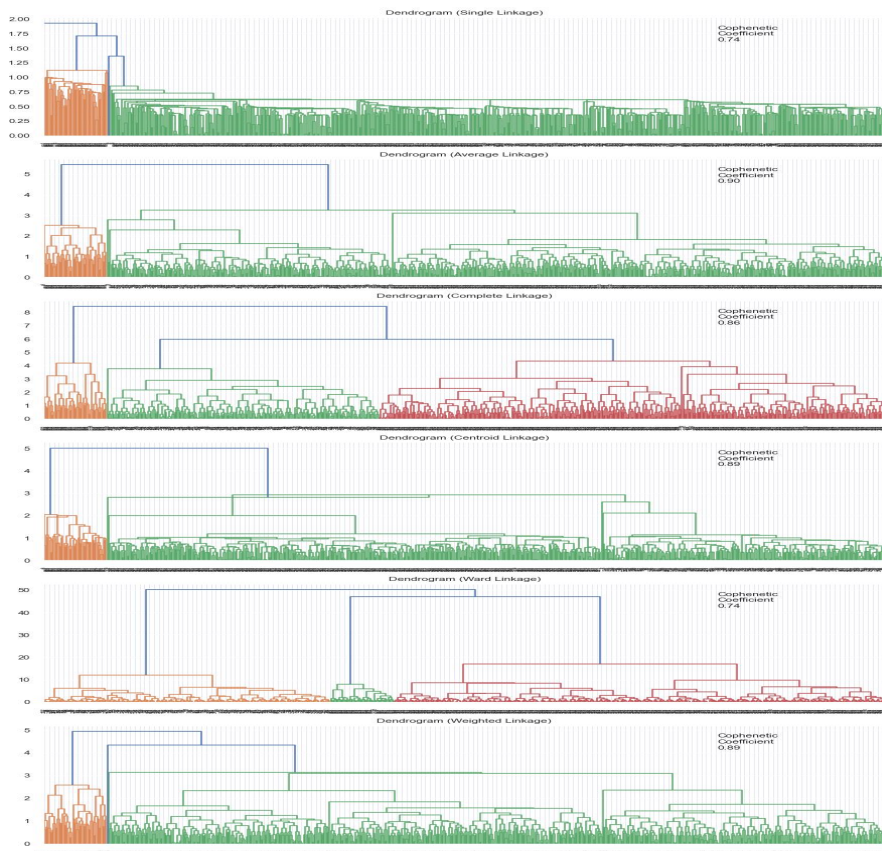 Dendrogram (Single Linkage)
2.00
1.75
1.50
1.25
1.00
0.75
0.50
0.25
0.00
Cophenetic
Coefficient
0.74
Dendrogram (Average Linkage)
5
4
3
2
1
0
Cophenetic
Coefficient
0.90
Dendrogram (Complete Linkage)
8
7
6
5
4
3
2
1
0
Cophenetic
Coefficient
0.86
Dendrogram (Centroid Linkage)
5
4
3
2
1
0
Cophenetic
Coefficient
0.89
Dendrogram (Ward Linkage)
50
40
30
20
10
0
Cophenetic
Coefficient
0.74
Dendrogram (Weighted Linkage)
5
4
3
2
1
0
Cophenetic
Coefficient
0.89